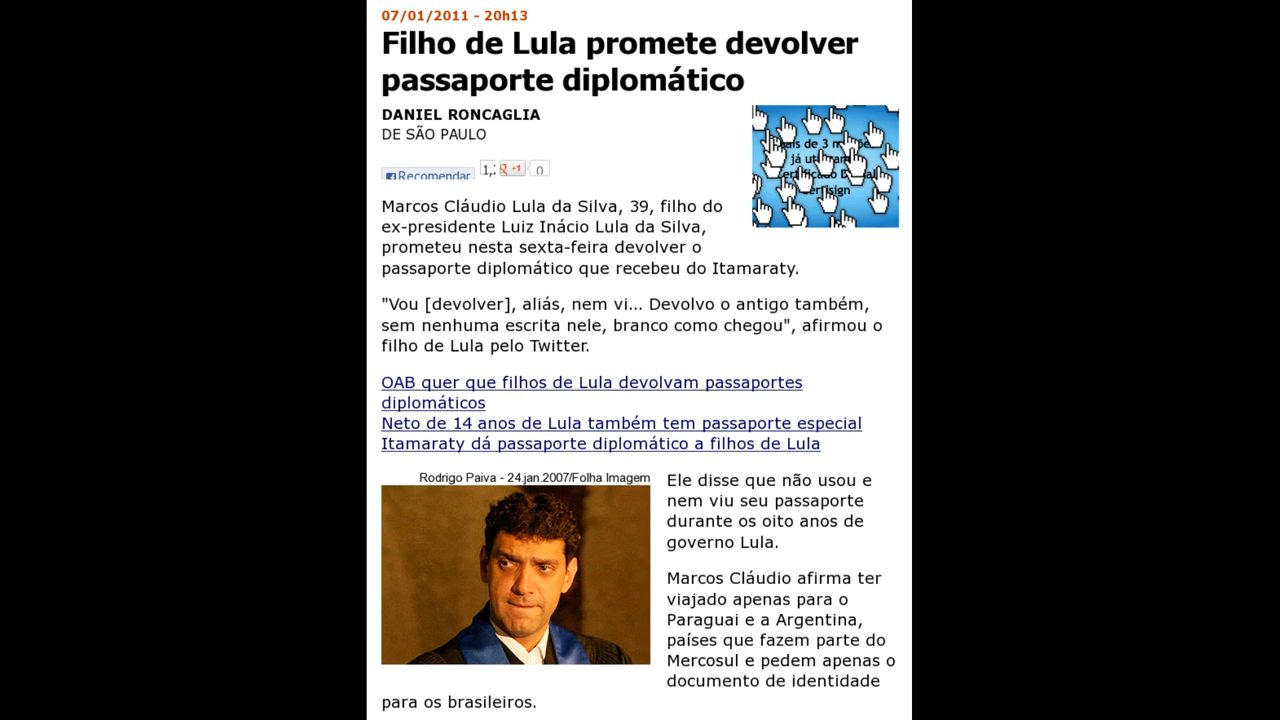 07/01/2011 - 20h13
Filho de Lula promete devolver
passaporte diplomático
DANIEL RONCAGLIA
DE SÃO PAULO
Recomendar
+1
0
Marcos Cláudio Lula da Silva, 39, filho do
ex-presidente Luiz Inácio Lula da Silva,
prometeu nesta sexta-feira devolver o
passaporte diplomático que recebeu do Itamaraty.
"Vou [devolver], aliás, nem vi... Devolvo o antigo também,
sem nenhuma escrita nele, branco como chegou", afirmou o
filho de Lula pelo Twitter.
OAB quer que filhos de Lula devolvam passaportes
diplomáticos
Neto de 14 anos de Lula também tem passaporte especial
Itamaraty dá passaporte diplomático a filhos de Lula
Rodrigo Paiva - 24.jan.2007/Folha Imagem
Ele disse que não usou e
nem viu seu passaporte
durante os oito anos de
governo Lula.
Marcos Cláudio afirma ter
viajado apenas para o
Paraguai e a Argentina,
países que fazem parte do
Mercosul e pedem apenas o
documento de identidade
para os brasileiros.